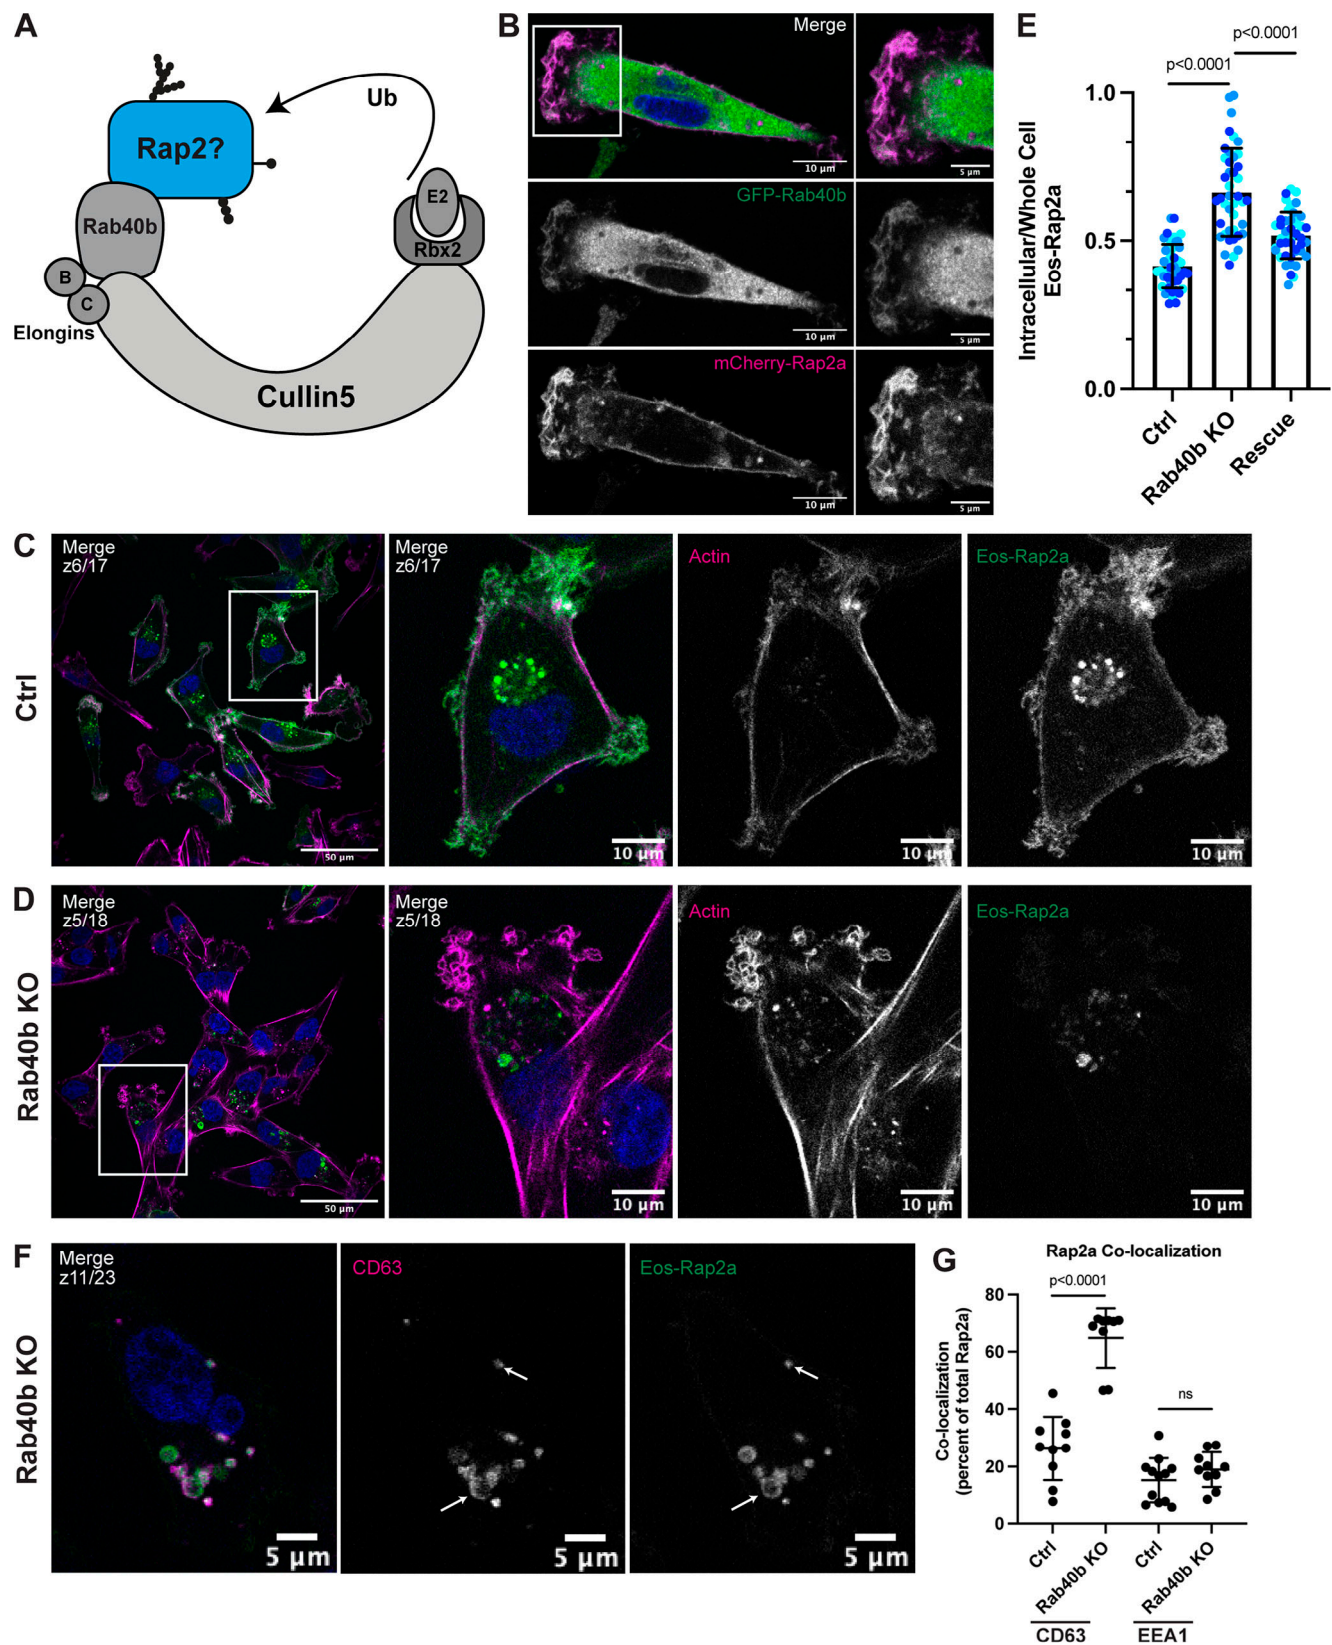 A
Ub
Rap2?
Rab40b
E2
Rbx2
B
C
Elongins
Cullin5
B
Merge
10 µm
5 µm
GFP-Rab40b
10 µm
5 µm
mCherry-Rap2a
10 µm
5 µm
E
p<0.0001
p<0.0001
Intracellular/Whole Cell
Eos-Rap2a
1.0
0.5
0.0
Ctrl
Rab40b KO
Rescue
C
Ctrl
Merge
z6/17
50 µm
Merge
z6/17
10 µm
Actin
10 µm
Eos-Rap2a
10 µm
D
Rab40b KO
Merge
z5/18
50 µm
Merge
z5/18
10 µm
Actin
10 µm
Eos-Rap2a
10 µm
F
Rab40b KO
Merge
z11/23
5 µm
CD63
5 µm
Eos-Rap2a
5 µm
G
Rap2a Co-localization
p<0.0001
ns
Co-localization
(percent of total Rap2a)
80
60
40
20
0
Ctrl
Rab40b KO
Ctrl
Rab40b KO
CD63
EEA1